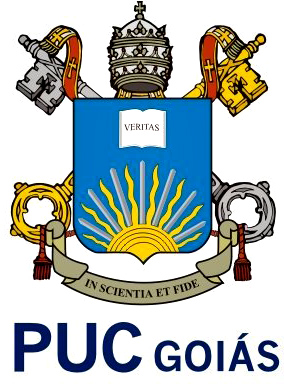 VERITAS
IN SCIENTIA ET FIDE
PUC GOIÁS